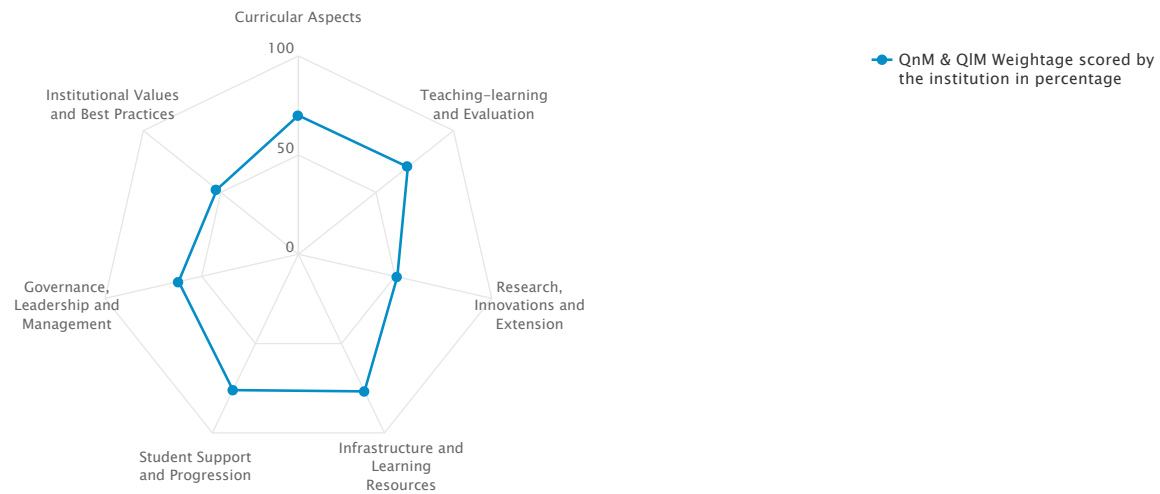 Curricular Aspects
100
50
0
Teaching-learning
and Evaluation
Research,
Innovations and
Extension
Infrastructure and
Learning
Resources
Student Support
and Progression
Governance,
Leadership and
Management
Institutional Values
and Best Practices
QnM & QlM Weightage scored by
the institution in percentage